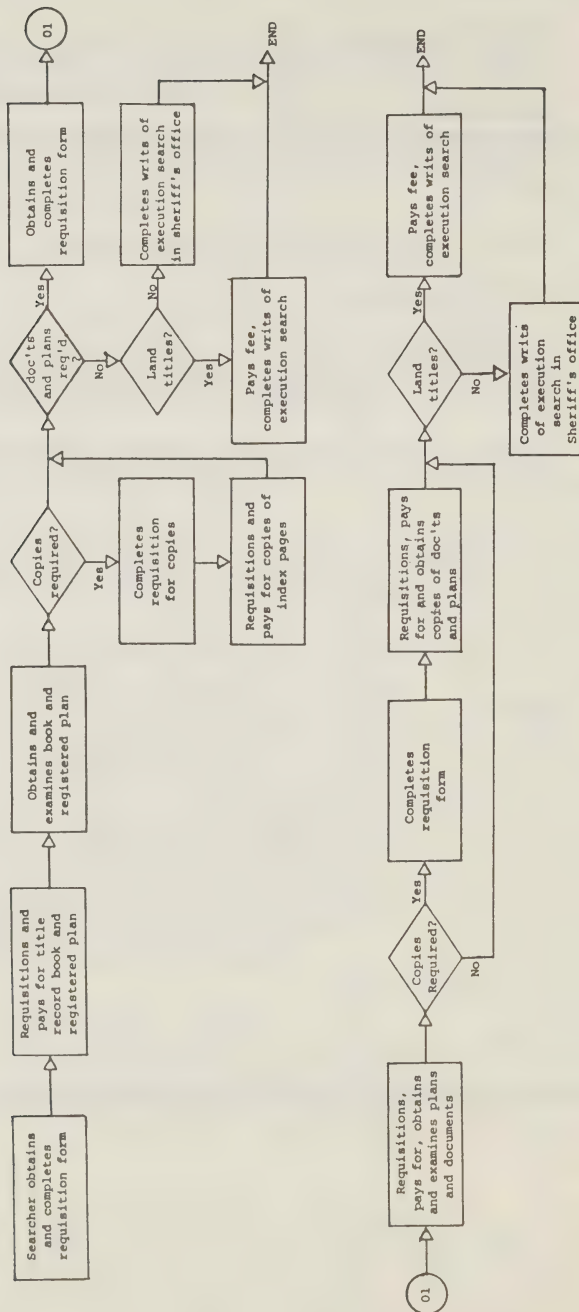 Searcher obtains
and completes
requisition form
Requisitions and
pays for title
record book and
registered plan
Obtains and
examines book and
registered plan
Copies
required?
Yes
Completes
requisition
for copies
Requisitions and
pays for copies of
index pages
doc'ts
and plans
req'd.
?
Yes
No
Obtains and
completes
requisition form
01
Land
titles?
No
Yes
Completes writs of
execution search
in sheriff's office
Pays fee,
completes writs of
execution search
END
01
Requisitions,
pays for, obtains
and examines plans
and documents
Copies
Required?
Yes
No
Completes
requisition
form
Requisitions, pays
for and obtains
copies of doc'ts
and plans
Land
titles?
Yes
No
Pays fee,
completes writs of
execution search
Completes writs
of execution
search in
Sheriff's office
END